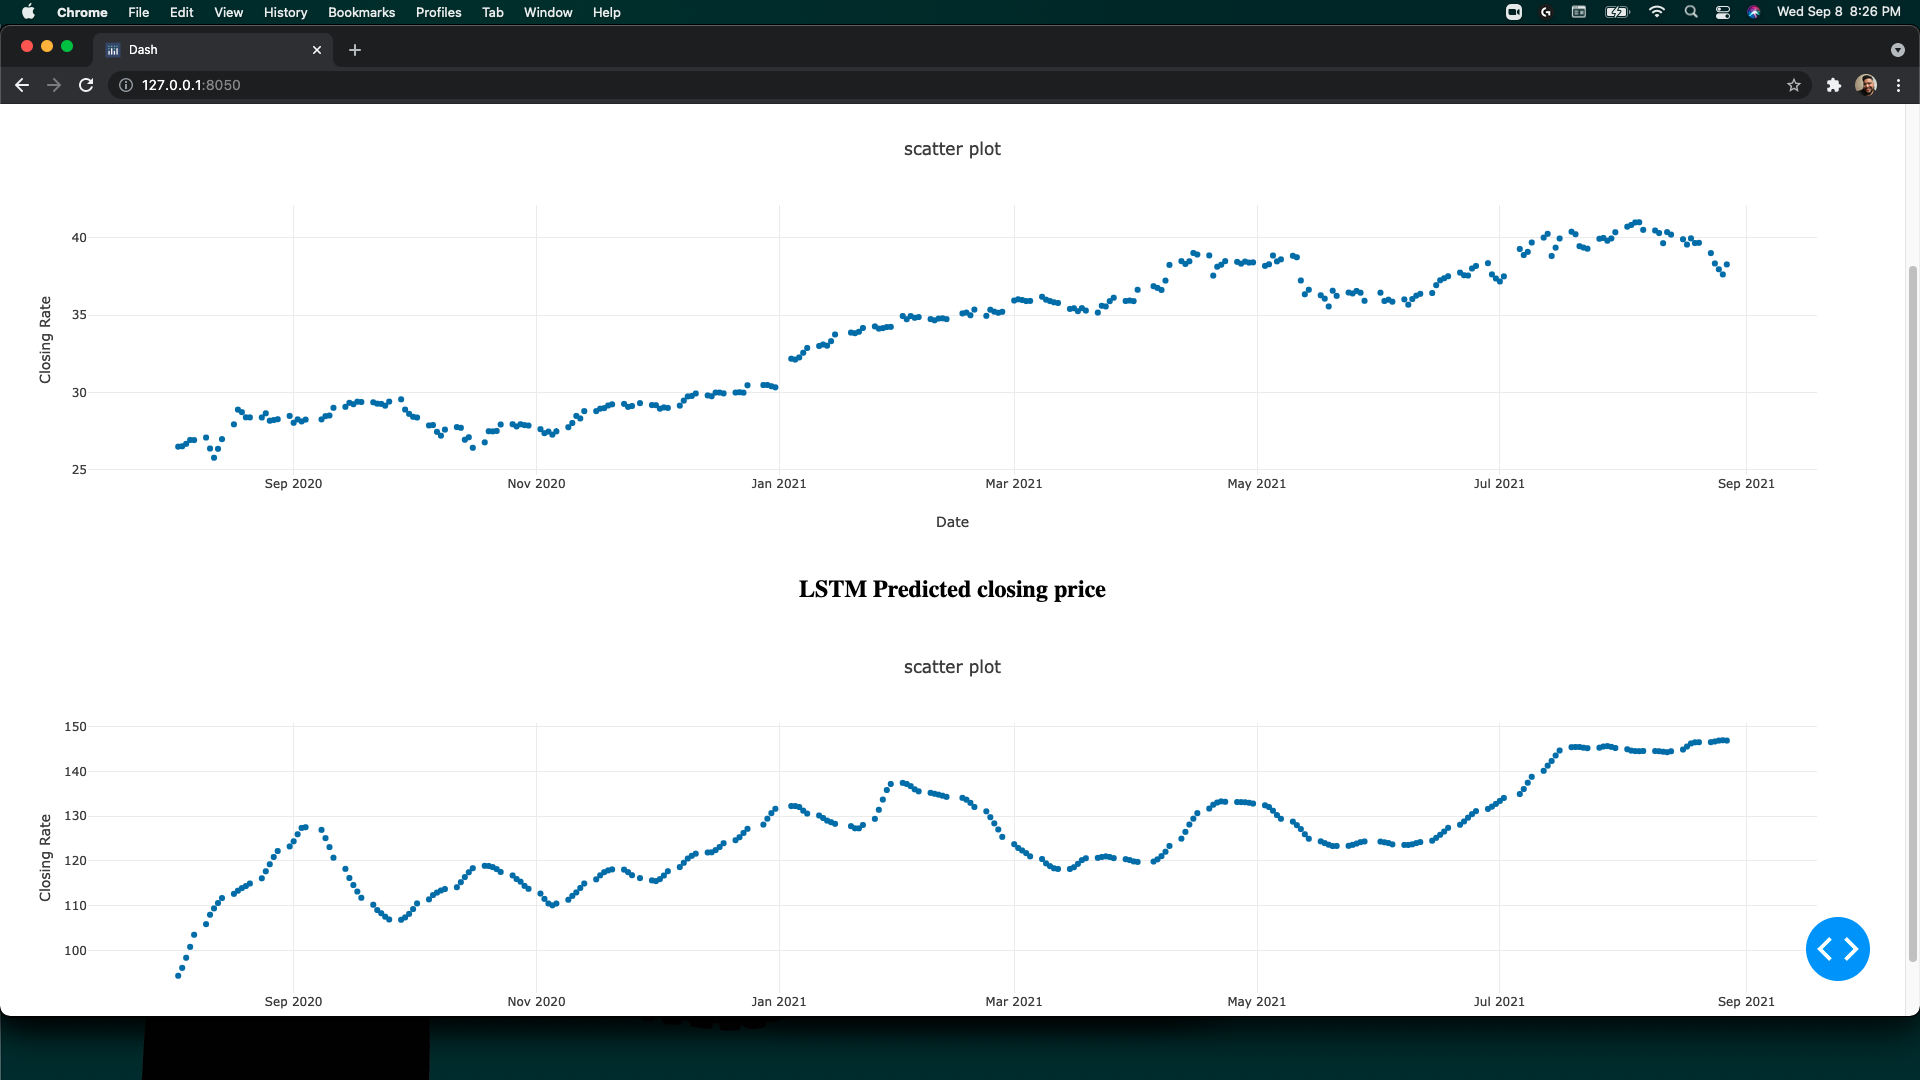 Chrome File Edit View History Bookmarks Profiles Tab Window Help Wed Sep 8 8:26 PM
Dash
127.0.0.1:8050
scatter plot
40
35
30
25
Closing Rate
Sep 2020 Nov 2020 Jan 2021 Mar 2021 May 2021 Jul 2021 Sep 2021
Date
LSTM Predicted closing price
scatter plot
150
140
130
120
110
100
Closing Rate
Sep 2020 Nov 2020 Jan 2021 Mar 2021 May 2021 Jul 2021 Sep 2021